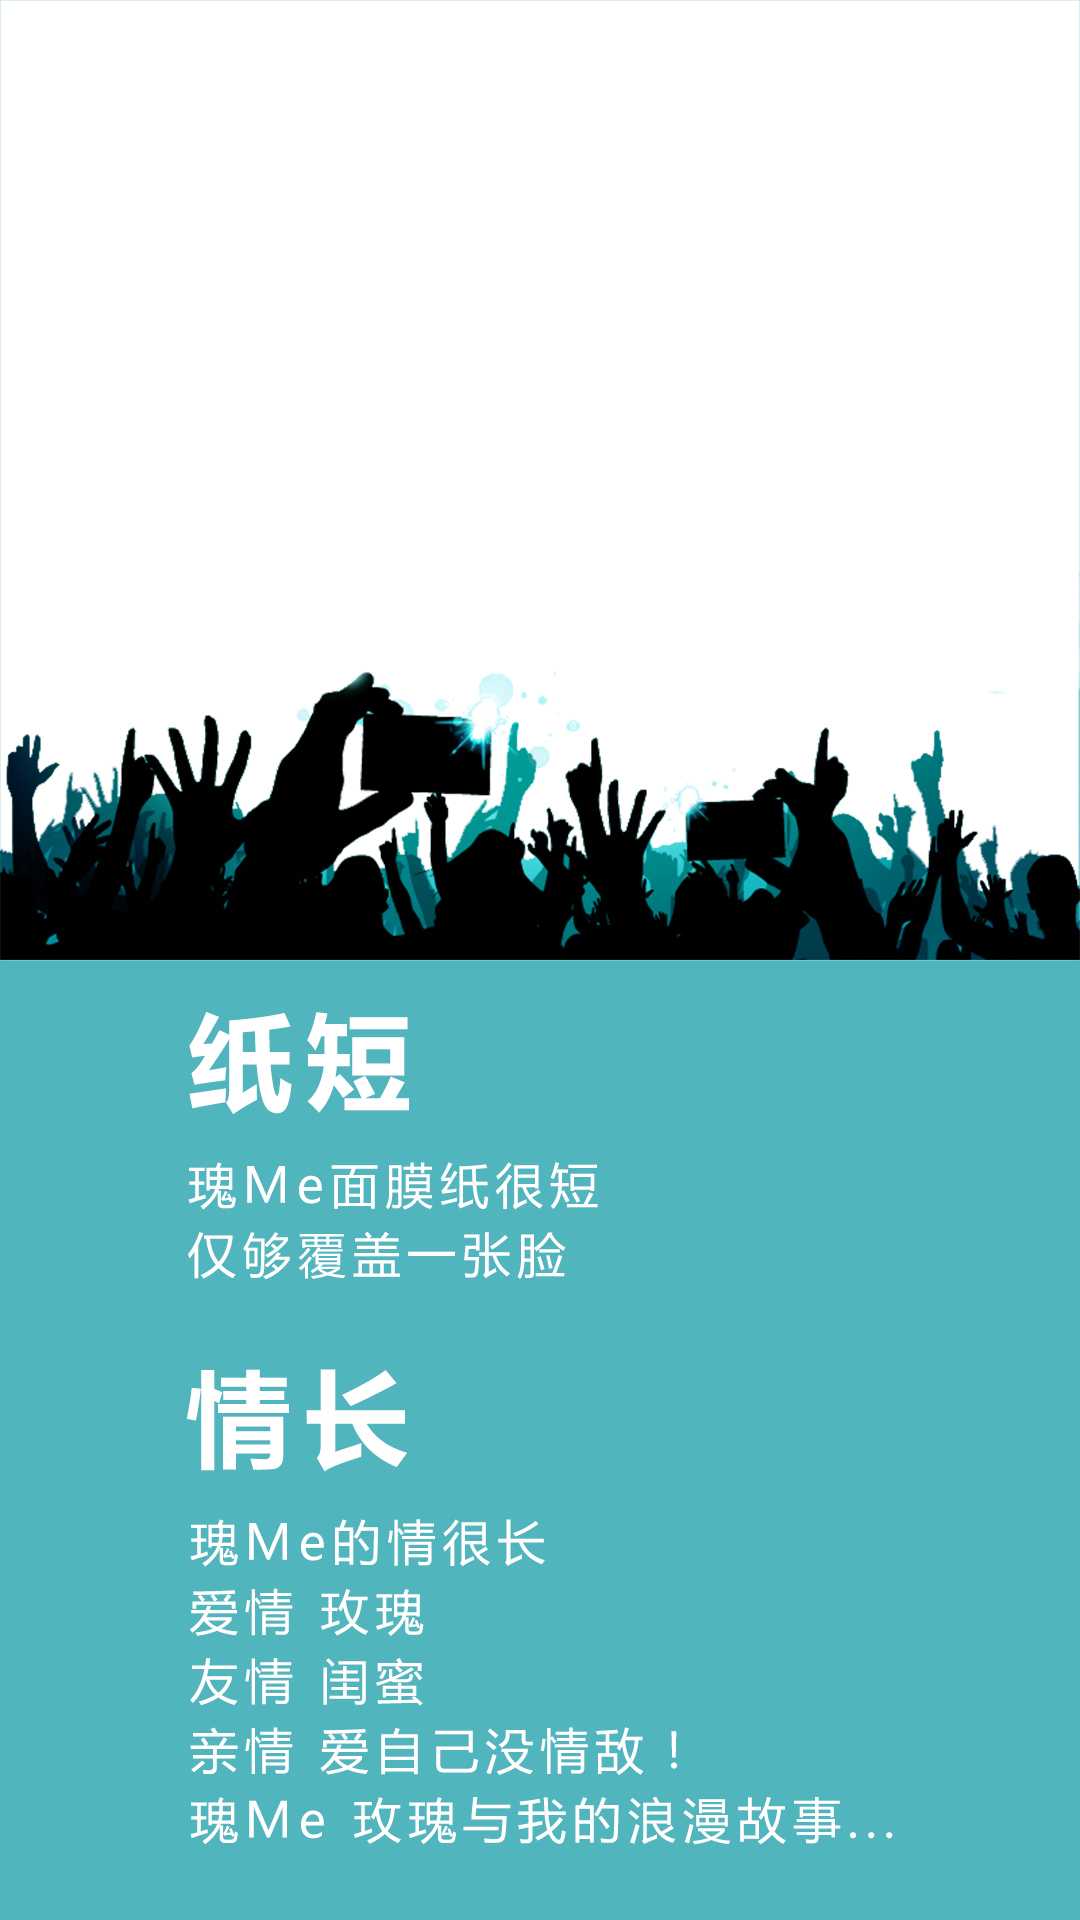 纸短
瑰Me面膜纸很短
仅够覆盖一张脸
情长
瑰Me的情很长
爱情 玫瑰
友情 闺蜜
亲情 爱自己没情敌！
瑰Me 玫瑰与我的浪漫故事...